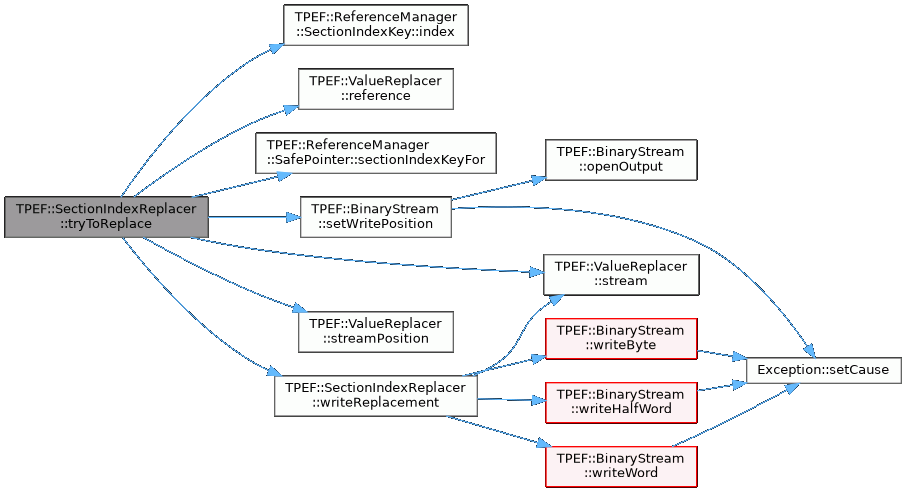 TPEF::ReferenceManager
::SectionIndexKey::index
TPEF::ValueReplacer
::reference
TPEF::ReferenceManager
::SafePointer::sectionIndexKeyFor
TPEF::BinaryStream
::openOutput
TPEF::SectionIndexReplacer
::tryToReplace
TPEF::BinaryStream
::setWritePosition
TPEF::ValueReplacer
::stream
TPEF::ValueReplacer
::streamPosition
TPEF::BinaryStream
::writeByte
Exception::setCause
TPEF::SectionIndexReplacer
::writeReplacement
TPEF::BinaryStream
::writeHalfWord
TPEF::BinaryStream
::writeWord